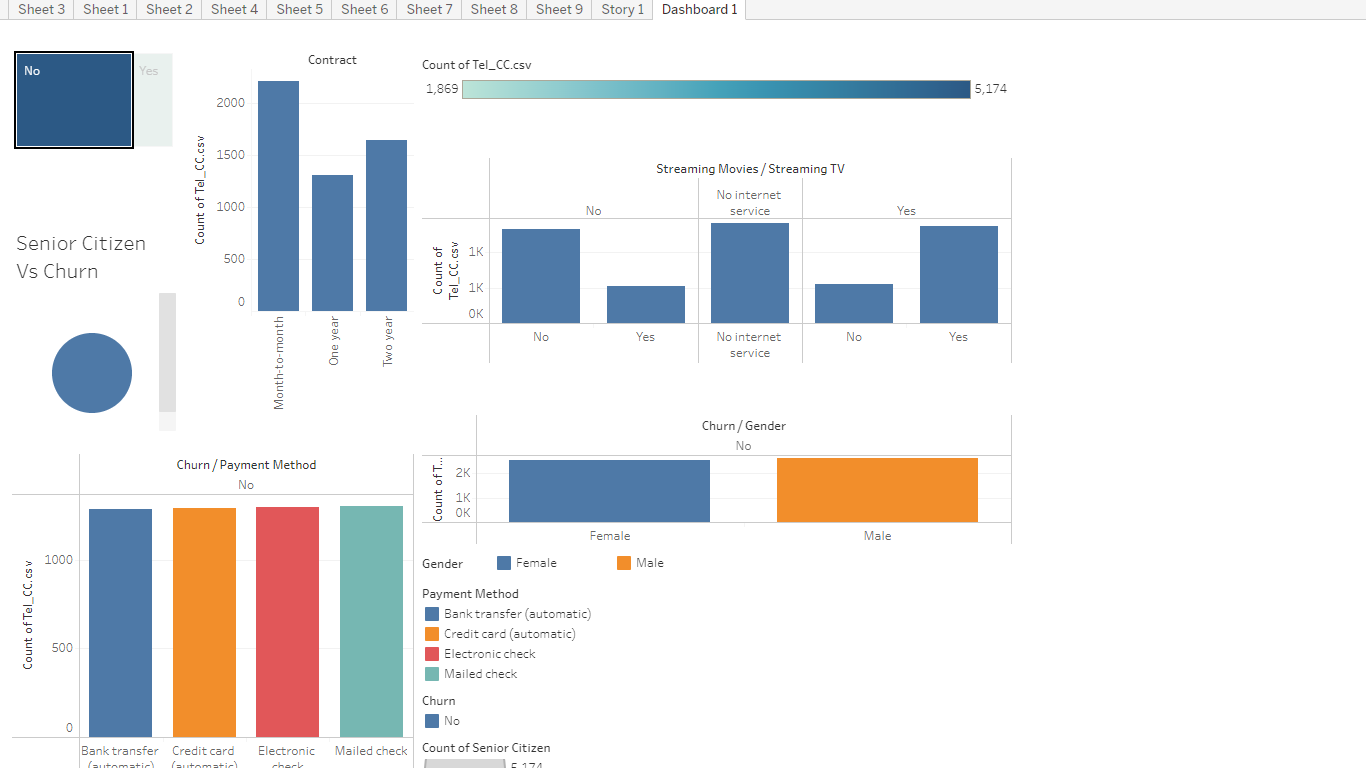 Sheet 3 Sheet 1 Sheet 2 Sheet 4 Sheet 5 Sheet 6 Sheet 7 Sheet 8 Sheet 9 Story 1 Dashboard 1
No Yes
Senior Citizen
Vs Churn
Contract
Count of Tel_CC.csv
2000
1500
1000
500
0
Month-to-month
One year
Two year
Count of Tel_CC.csv
1,869 5,174
Streaming Movies / Streaming TV
No
No internet
service
Yes
Count of
Tel_CC.csv
1K
1K
0K
No
Yes
No internet
service
No
Yes
Churn / Payment Method
No
Count of Tel_CC.csv
1000
500
0
Bank transfer
(automatic)
Credit card
(automatic)
Electronic
check
Mailed check
Churn / Gender
No
Count of T...
2K
1K
0K
Female
Male
Gender Female Male
Payment Method
Bank transfer (automatic)
Credit card (automatic)
Electronic check
Mailed check
Churn
No
Count of Senior Citizen
5,174